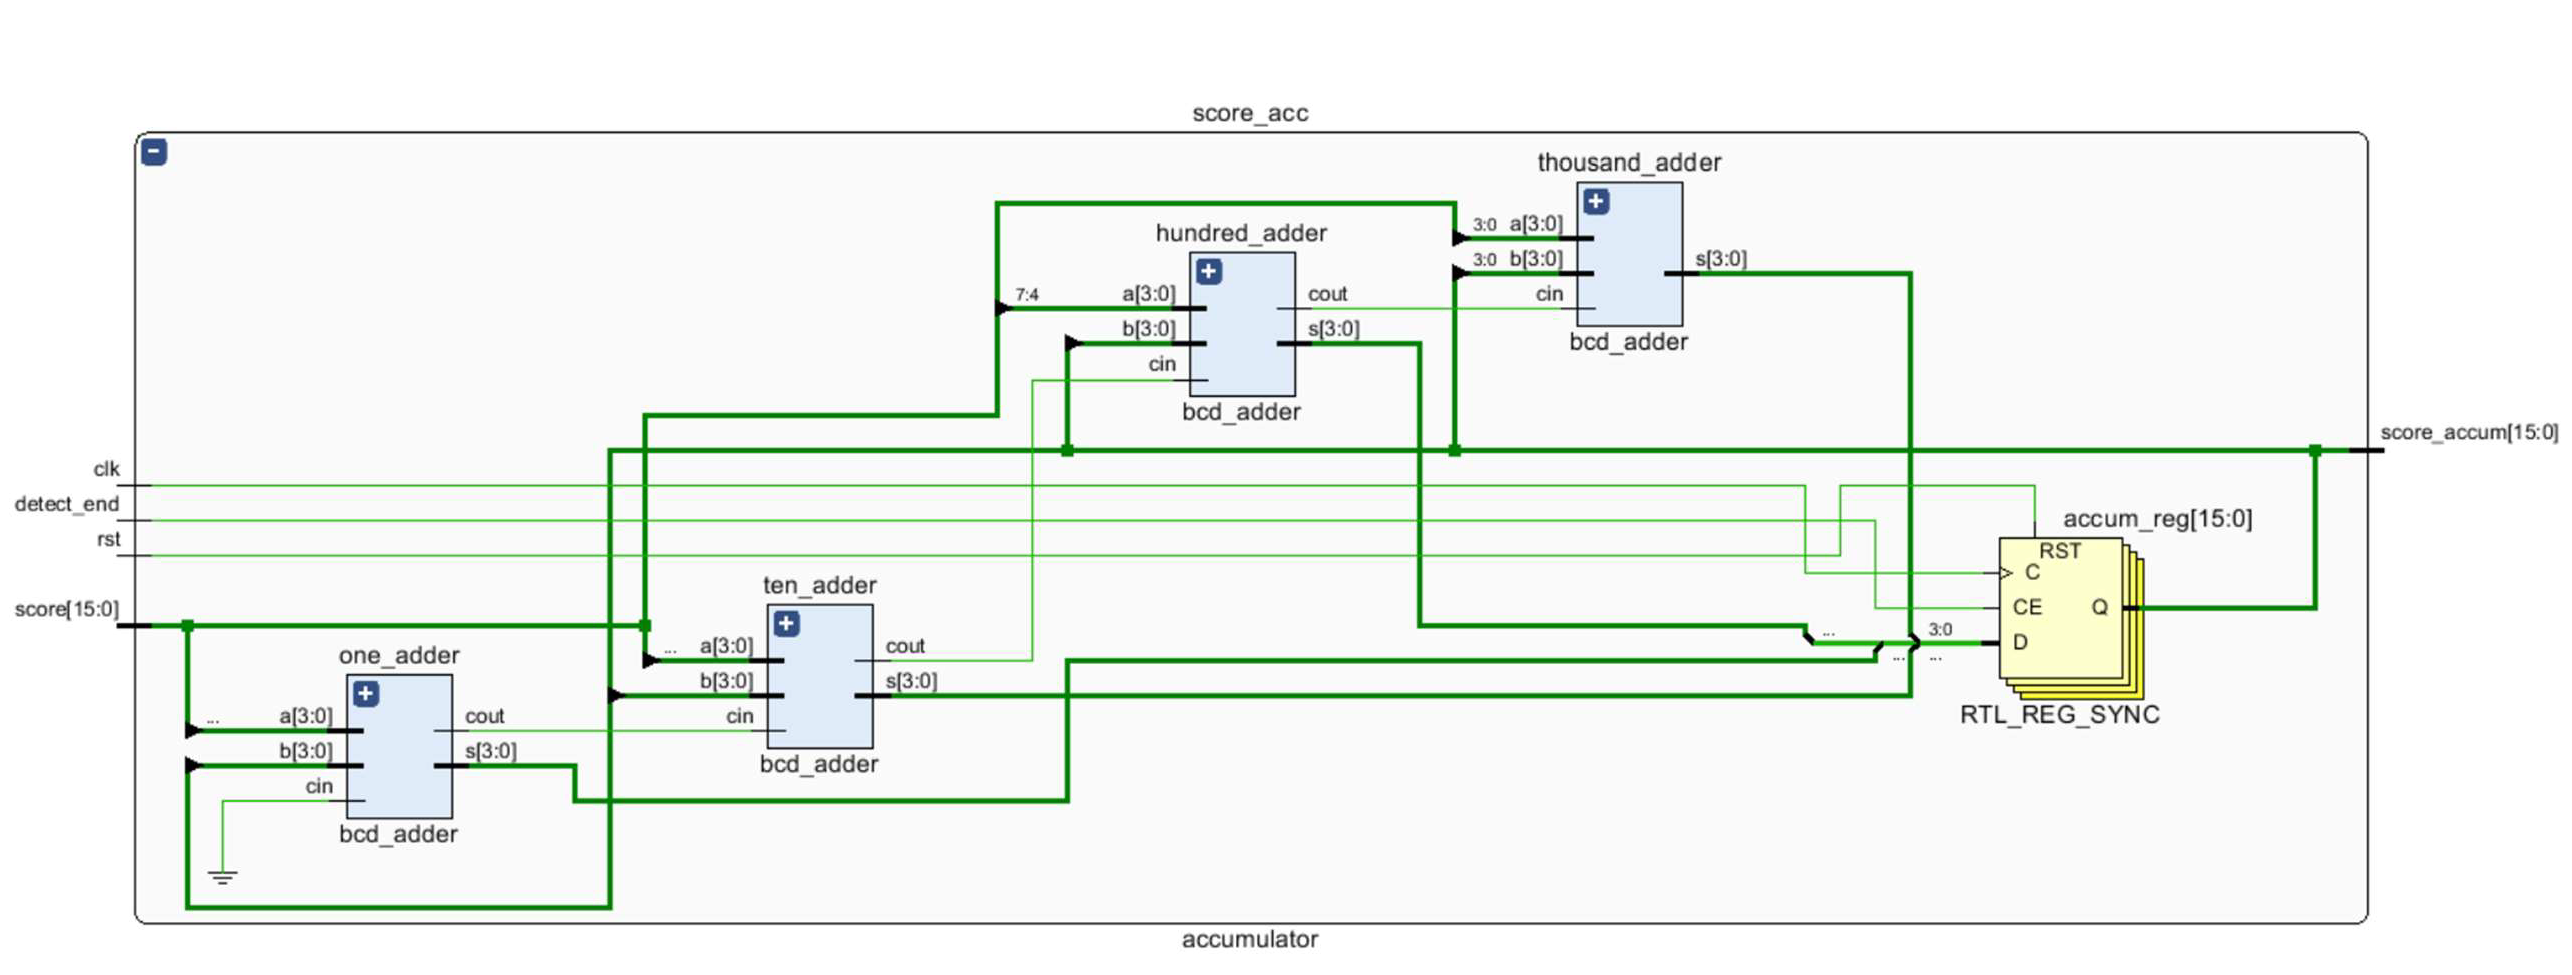 score_acc
thousand_adder
3:0 a[3:0]
3:0 b[3:0]
cin
s[3:0]
bcd_adder
hundred_adder
7:4 a[3:0]
b[3:0]
cin
cout
s[3:0]
bcd_adder
score_accum[15:0]
clk
detect_end
rst
score[15:0]
accum_reg[15:0]
RST
C
CE
Q
D
3:0
...
...
...
RTL_REG_SYNC
ten_adder
... a[3:0]
b[3:0]
cin
cout
s[3:0]
bcd_adder
one_adder
... a[3:0]
b[3:0]
cin
cout
s[3:0]
bcd_adder
accumulator